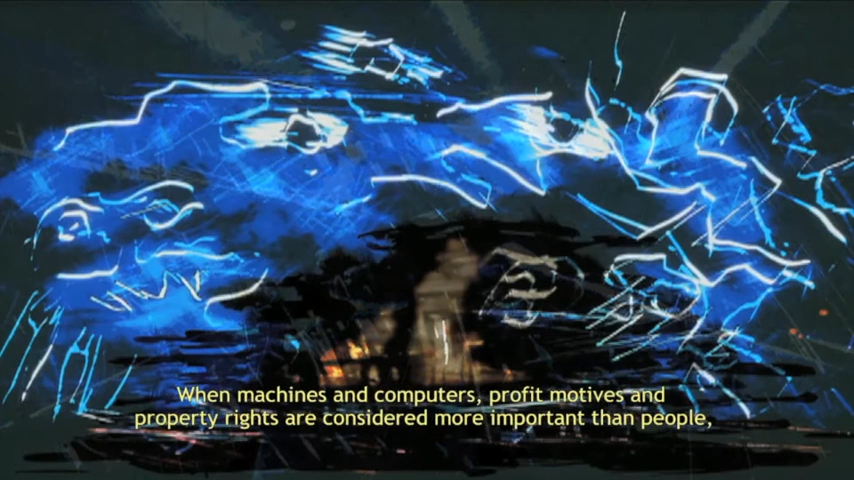 When machines and computers, profit motives and
property rights are considered more important than people,